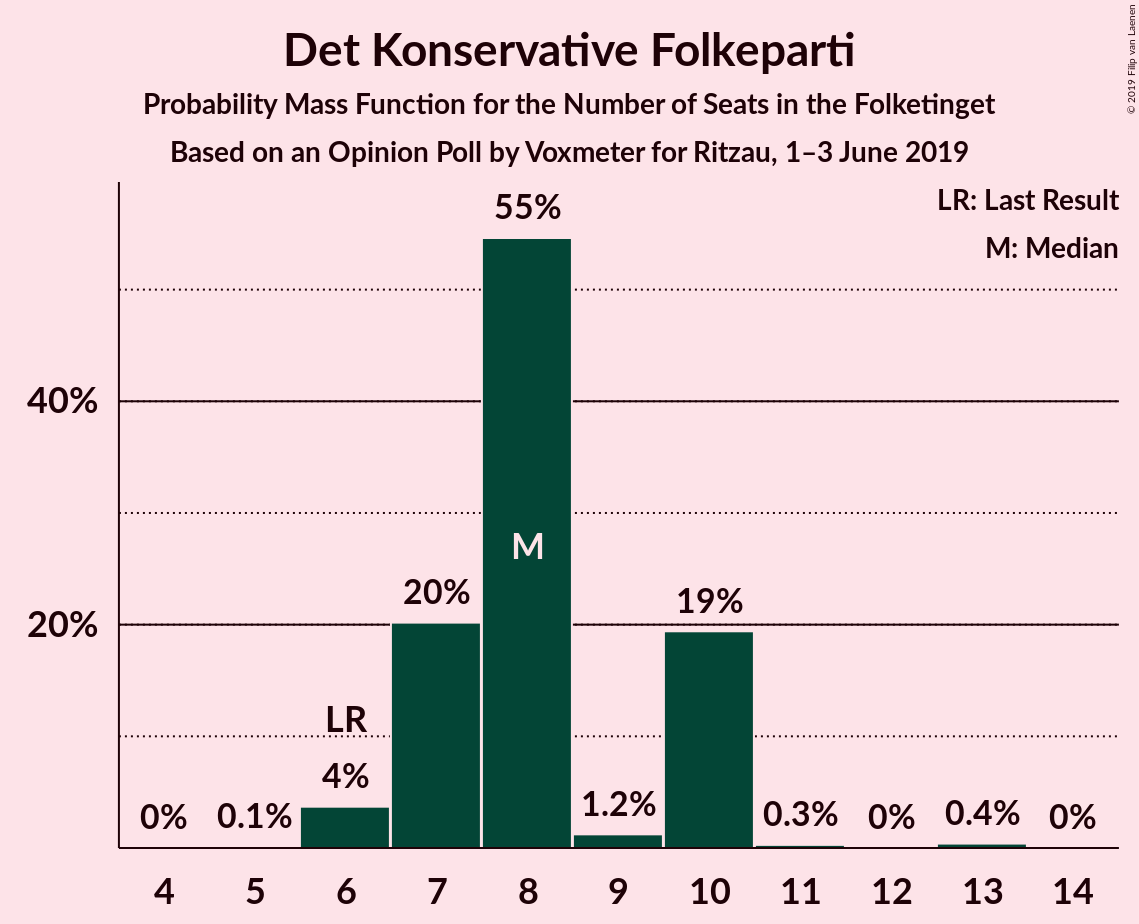 Det Konservative Folkeparti
Probability Mass Function for the Number of Seats in the Folketinget
Based on an Opinion Poll by Voxmeter for Ritzau, 1–3 June 2019
© 2019 Filip van Laenen
LR: Last Result
M: Median
55%
40%
M
20%
19%
20%
LR
4%
0%
0.1%
1.2%
0.3%
0%
0.4%
0%
4 5 6 7 8 9 10 11 12 13 14